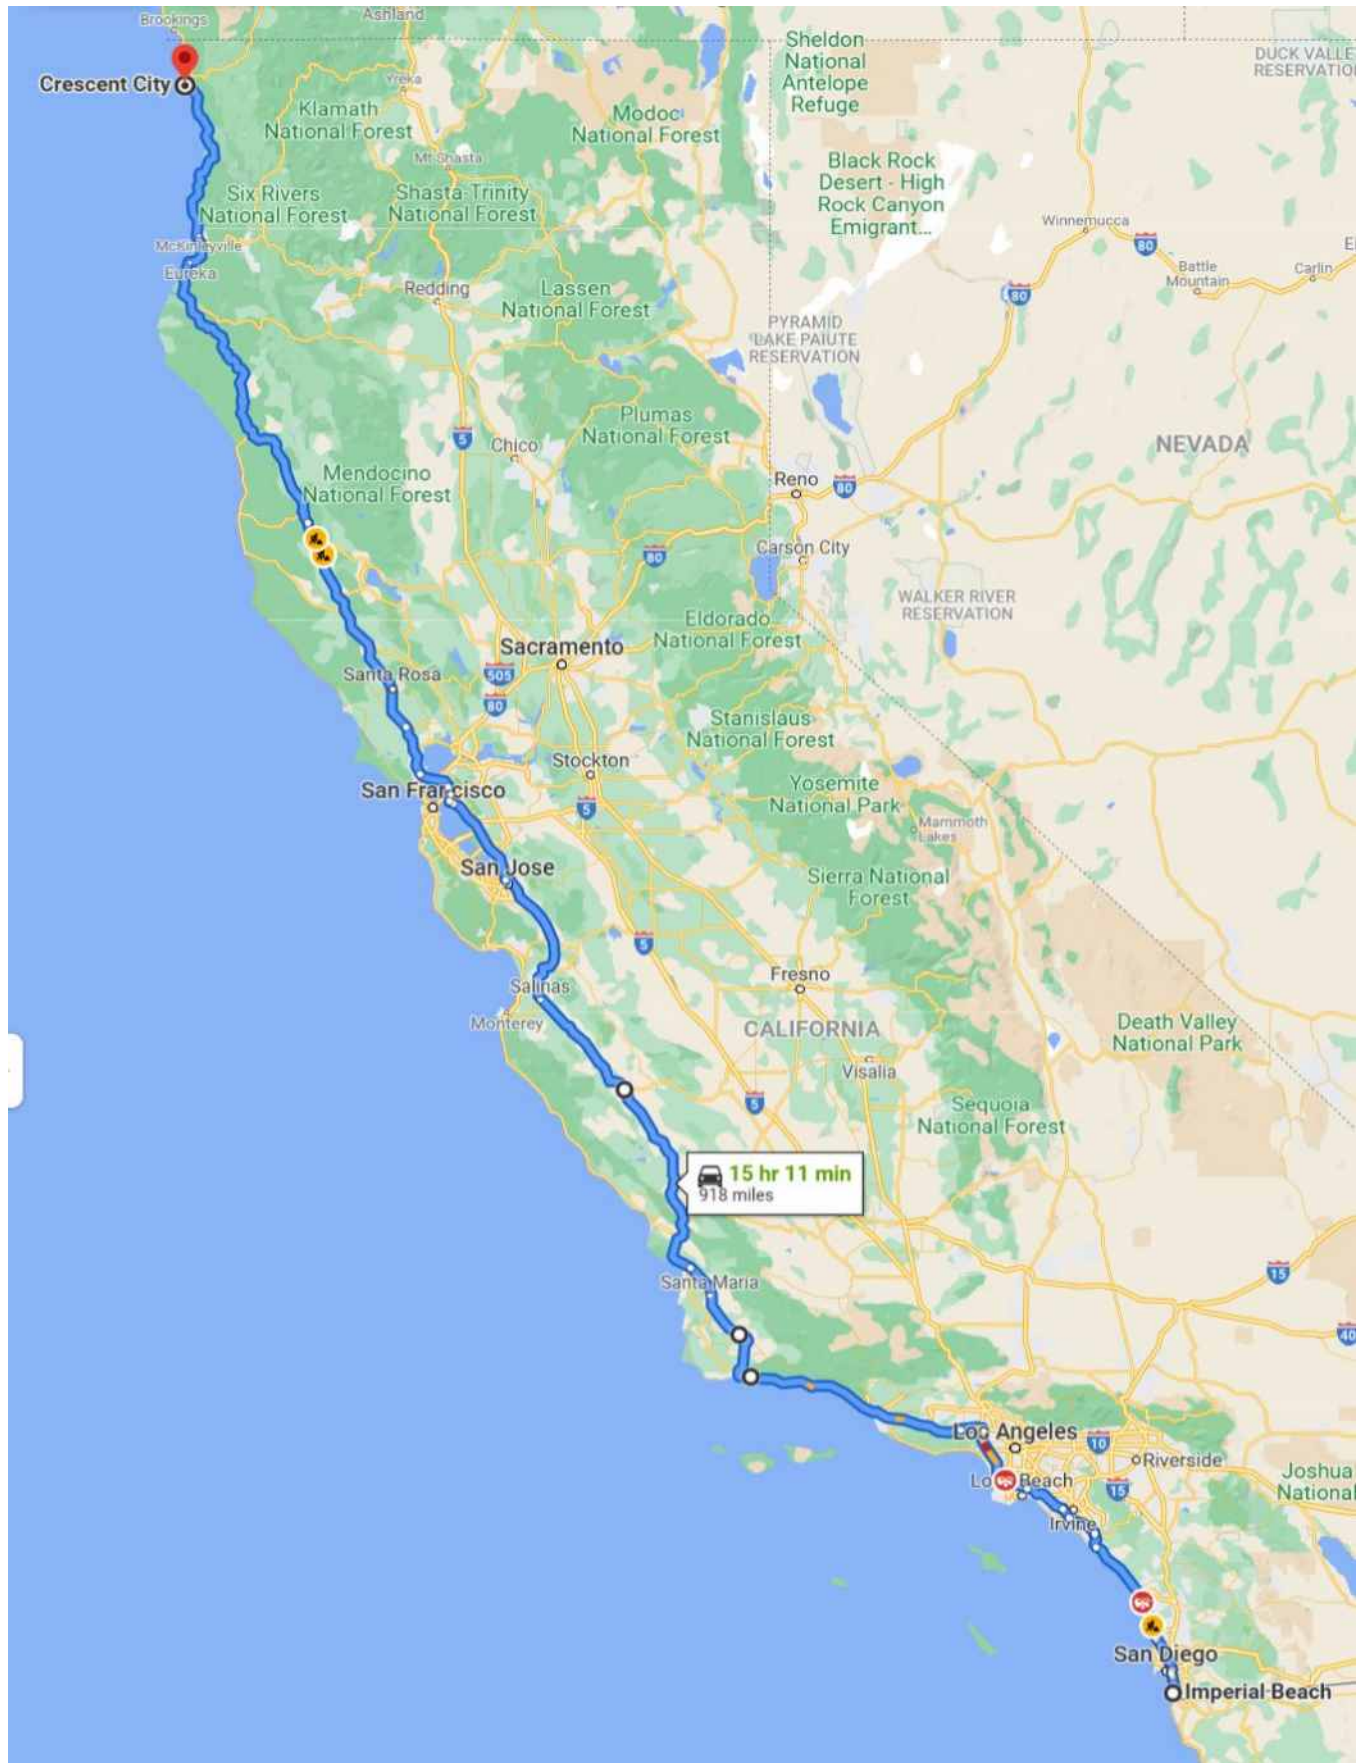 Brookings
Ashland
Crescent City
Yreka
Klamath
National Forest
Modoc
National Forest
Sheldon
National
Antelope
Refuge
DUCK VALLE
RESERVATIO
Mt Shasta
Six Rivers
National Forest
Shasta-Trinity
National Forest
Black Rock
Desert - High
Rock Canyon
Emigrant...
Winnemucca
80
McKinleyville
Eureka
Redding
Lassen
National Forest
80
Battle
Mountain
Carlin
E
PYRAMID
LAKE PAIUTE
RESERVATION
Plumas
National Forest
5
Chico
NEVADA
Mendocino
National Forest
Reno
80
80
Carson City
WALKER RIVER
RESERVATION
Eldorado
National Forest
Sacramento
Santa Rosa
505
80
Stanislaus
National Forest
Stockton
San Francisco
5
Yosemite
National Park
Mammoth
Lakes
San Jose
Sierra National
Forest
5
Salinas
Monterey
Fresno
CALIFORNIA
Death Valley
National Park
Visalia
5
Sequoia
National Forest
15 hr 11 min
918 miles
15
Santa Maria
40
Los Angeles
10
Riverside
Lo Beach
15
Joshua
National
Irvine
San Diego
Imperial Beach